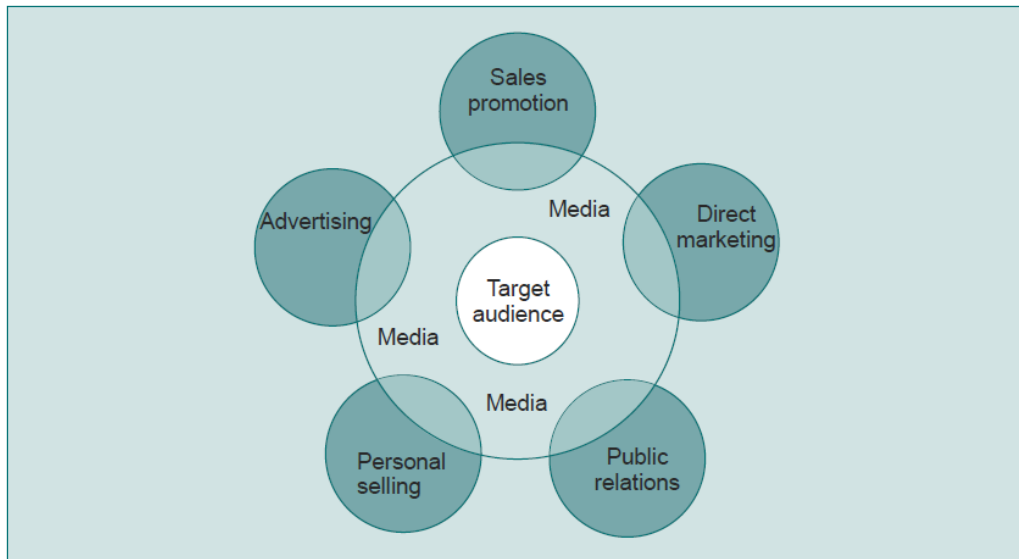 Sales
promotion
Advertising
Media
Direct
marketing
Target
audience
Media
Media
Personal
selling
Public
relations